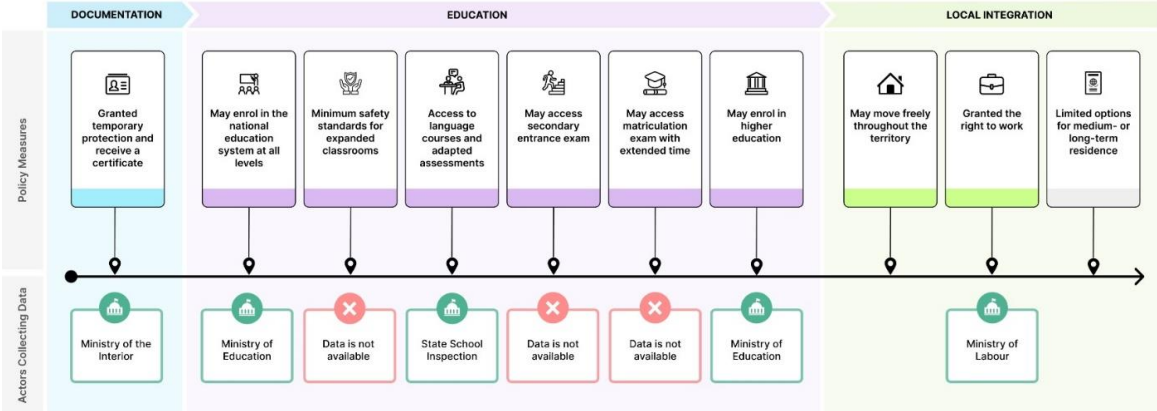 DOCUMENTATION
EDUCATION
LOCAL INTEGRATION
Policy Measures
Granted
temporary
protection and
receive a
certificate
May enrol in the
national education
system at all
levels
Minimum safety
standards for
expanded
classrooms
Access to
language
courses and
adapted
assessments
May access
secondary
entrance exam
May access
matriculation
exam with
extended time
May enrol in
higher
education
May move freely
throughout the
territory
Granted the
right to work
Limited options
for medium- or
long-term
residence
Actors Collecting Data
Ministry of the
Interior
Ministry of
Education
Data is not
available
State School
Inspection
Data is not
available
Data is not
available
Ministry of
Education
Ministry of
Labour